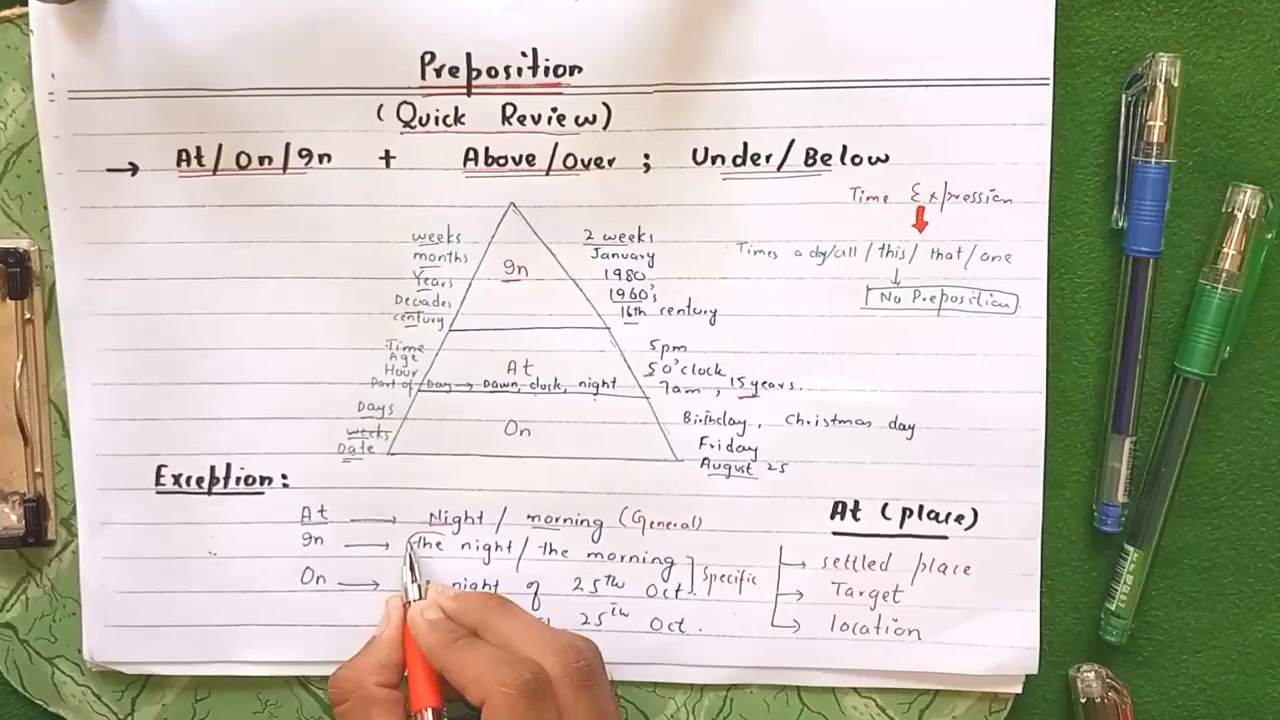 Preposition
(Quick Review)
→ At/On/In + Above/Over ; Under/Below
Time Expression
Times a day/all / this / that / one
No Preposition
weeks
months
Years
Decades
century
In
2 weeks
January
1980
1960's
16th century
Time
Age
Hour
Part of Day → Dawn, dusk, night
At
5pm
5 o'clock
7am, 15 years.
Days
weeks
Date
On
Birthday, Christmas day
Friday
August 25
Exception:
At → Night / morning (General)
In → the night / the morning
On → night of 25th Oct.
25th Oct.
Specific
At (place)
→ settled place
→ Target
→ location